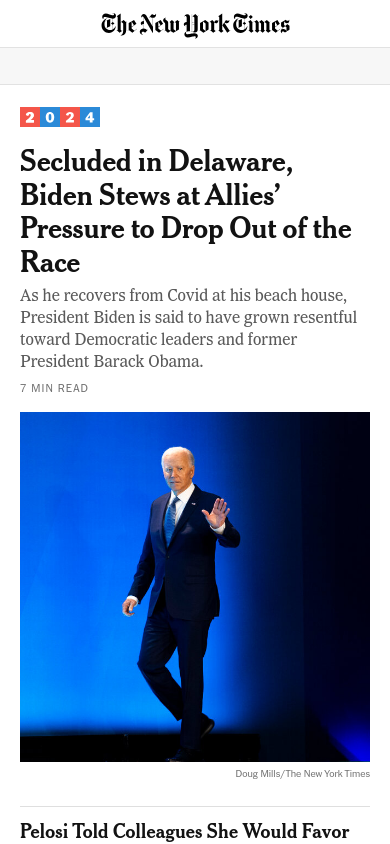 The New York Times
2024
Secluded in Delaware,
Biden Stews at Allies’
Pressure to Drop Out of the
Race
As he recovers from Covid at his beach house,
President Biden is said to have grown resentful
toward Democratic leaders and former
President Barack Obama.
7 MIN READ
Doug Mills/The New York Times
Pelosi Told Colleagues She Would Favor